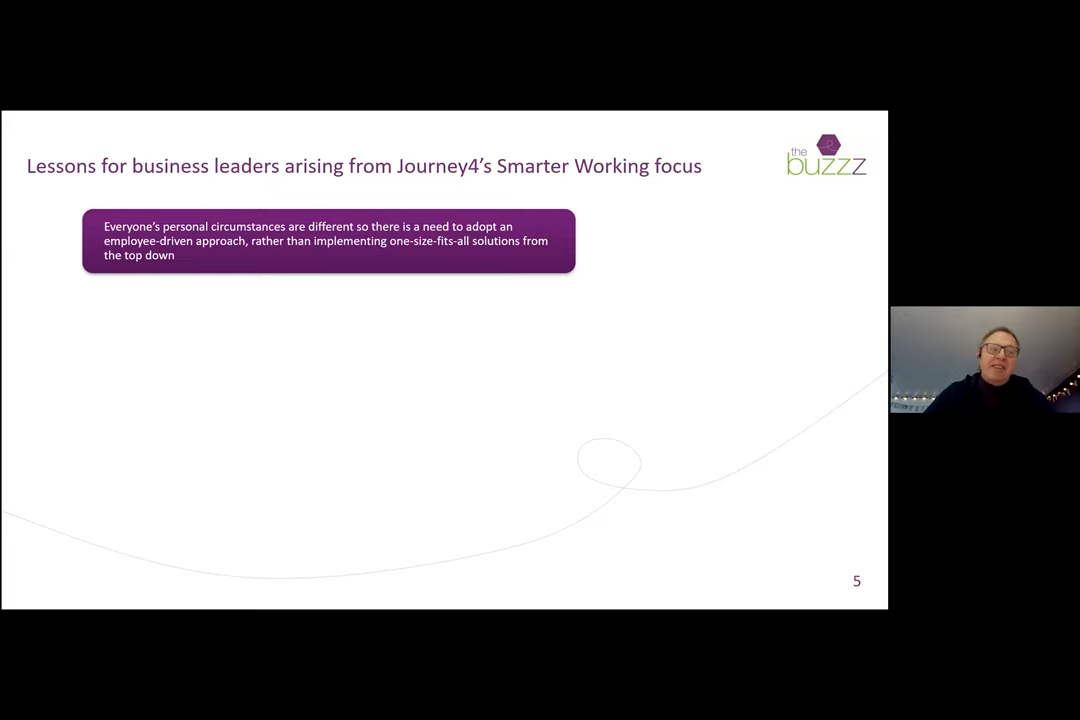 Lessons for business leaders arising from Journey4's Smarter Working focus
the
buzzz
Everyone's personal circumstances are different so there is a need to adopt an
employee-driven approach, rather than implementing one-size-fits-all solutions from
the top down
5